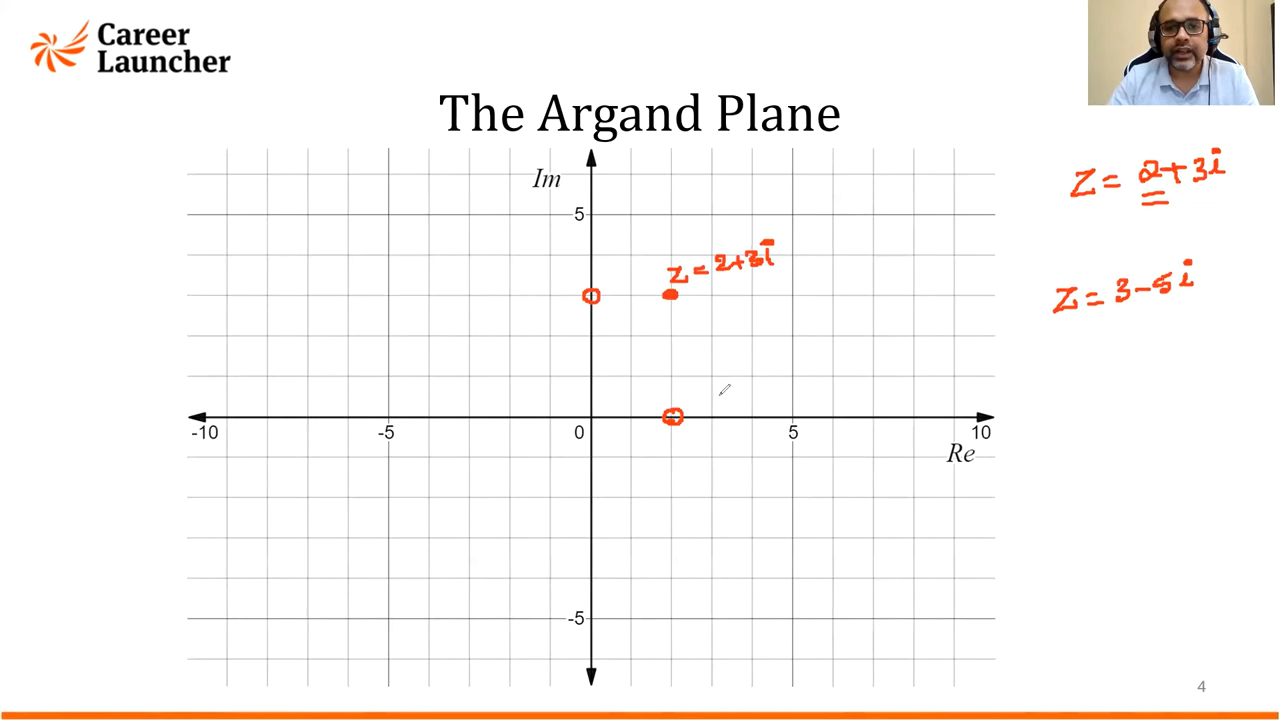 Career
Launcher
The Argand Plane
Im
5
Z = 2+3i
Z = 2+3i
Z = 3-5i
-10
-5
0
5
10
Re
-5
4